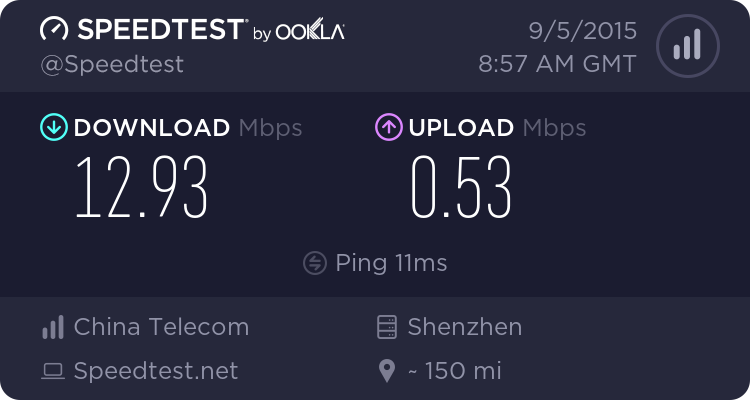 SPEEDTEST by OOKLA
@Speedtest
9/5/2015
8:57 AM GMT
DOWNLOAD Mbps
12.93
UPLOAD Mbps
0.53
Ping 11ms
China Telecom
Shenzhen
Speedtest.net
~ 150 mi